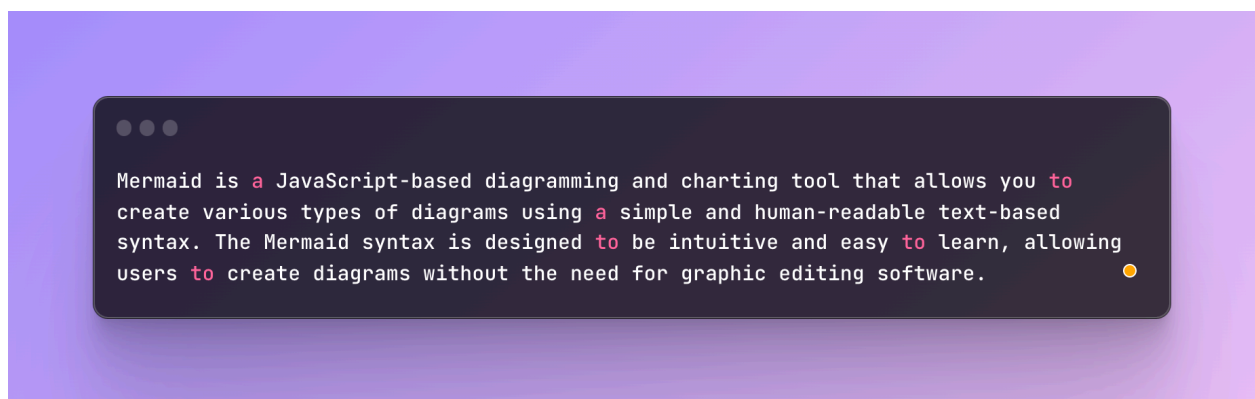 Mermaid is a JavaScript-based diagramming and charting tool that allows you to
create various types of diagrams using a simple and human-readable text-based
syntax. The Mermaid syntax is designed to be intuitive and easy to learn, allowing
users to create diagrams without the need for graphic editing software.